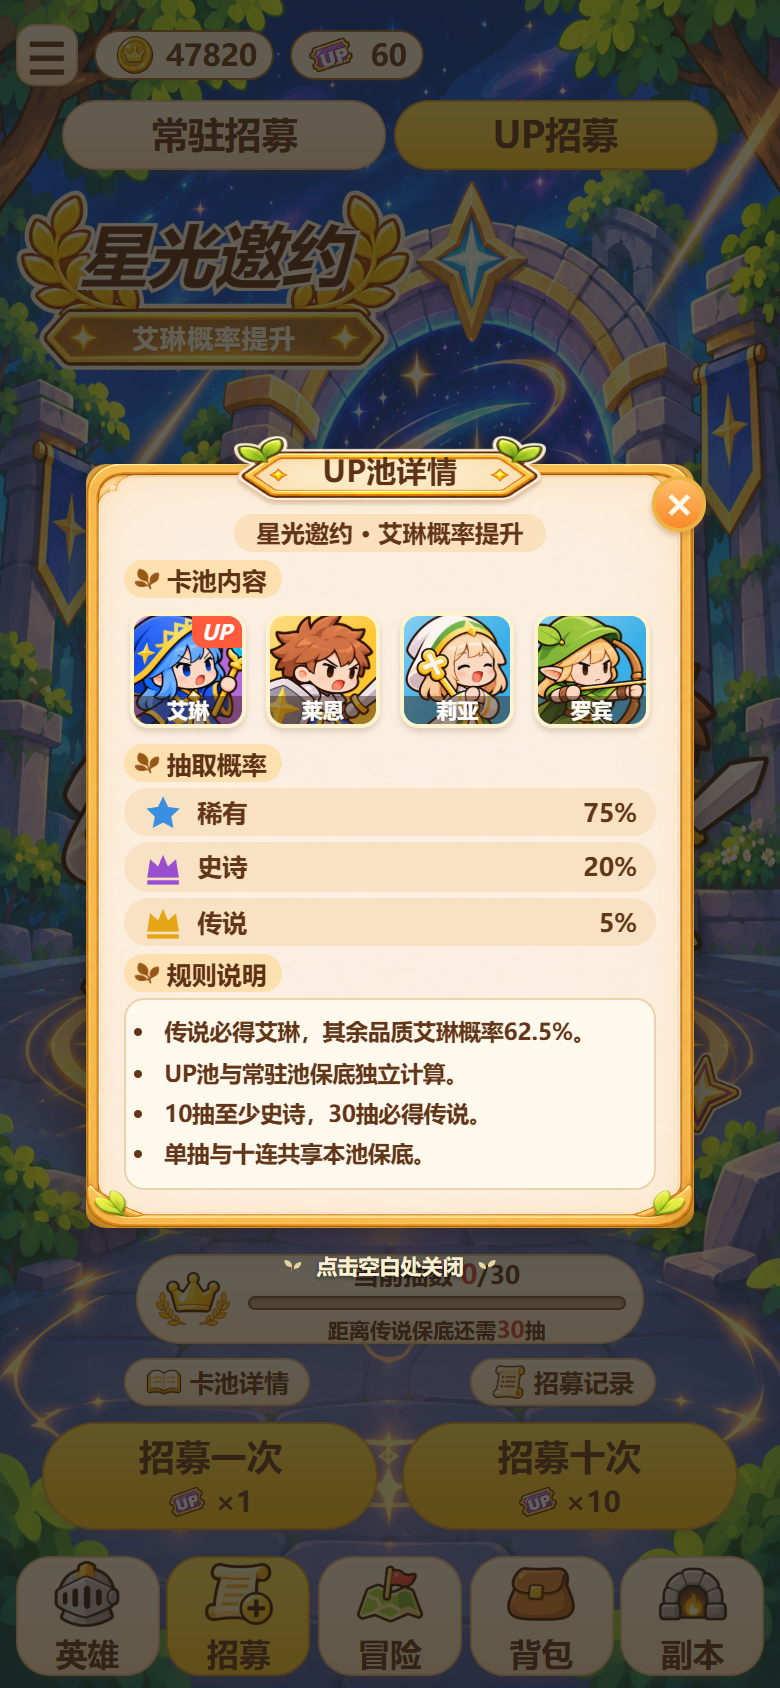 47820
UP
60
常驻招募
UP招募
星光邀约
艾琳概率提升
UP池详情
星光邀约·艾琳概率提升
卡池内容
UP
艾琳
莱恩
莉亚
罗宾
抽取概率
稀有 75%
史诗 20%
传说 5%
规则说明
• 传说必得艾琳，其余品质艾琳概率62.5%。
• UP池与常驻池保底独立计算。
• 10抽至少史诗，30抽必得传说。
• 单抽与十连共享本池保底。
点击空白处关闭
当前抽数 0/30
距离传说保底还需30抽
卡池详情
招募记录
招募一次
UP ×1
招募十次
UP ×10
英雄
招募
冒险
背包
副本